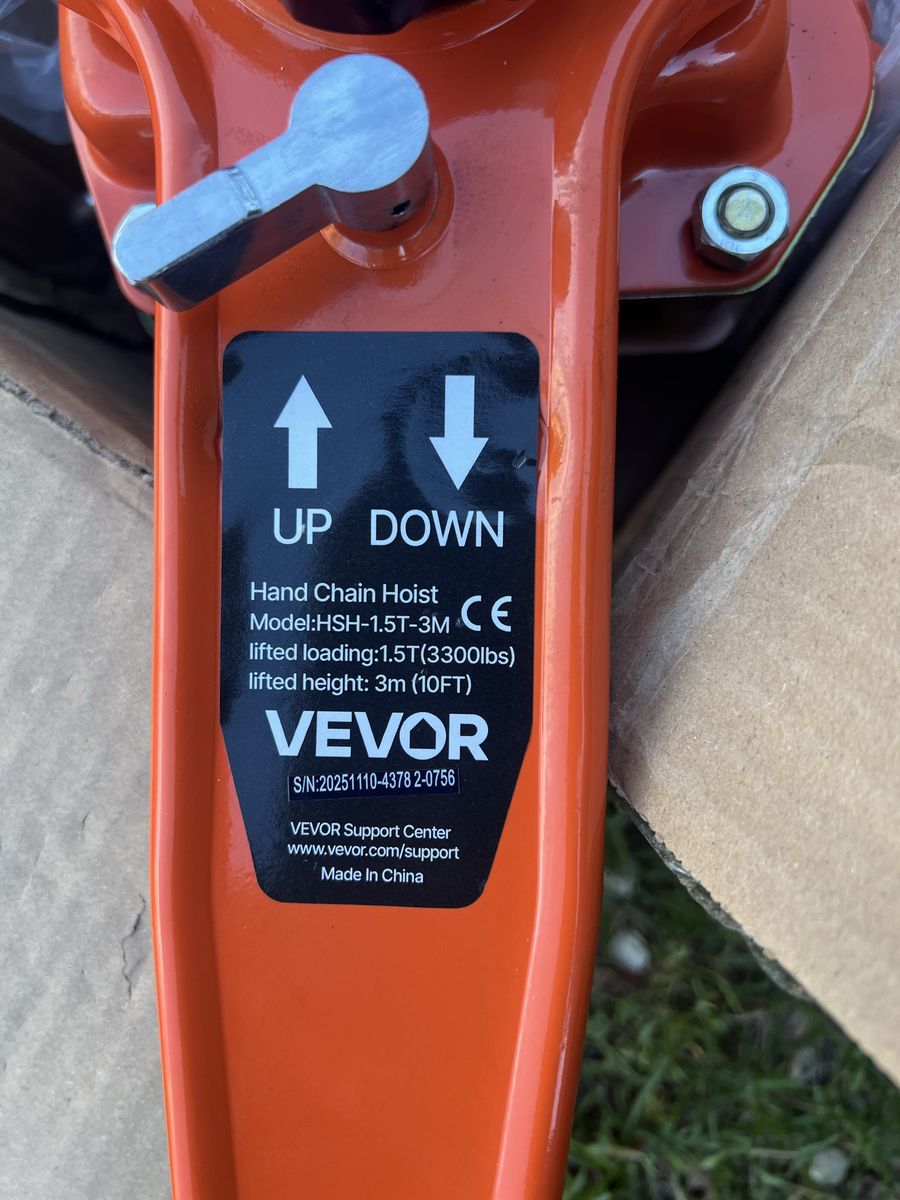 UP DOWN
Hand Chain Hoist
Model:HSH-1.5T-3M CE
lifted loading:1.5T(3300lbs)
lifted height: 3m (10FT)
VEVOR
S/N:20251110-4378 2-0756
VEVOR Support Center
www.vevor.com/support
Made In China